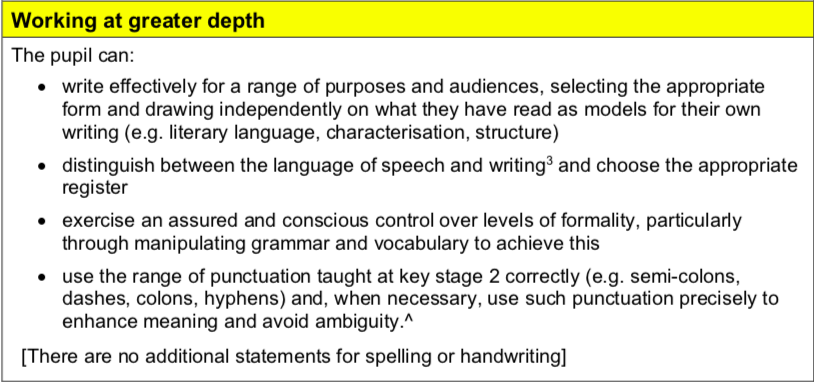 Working at greater depth
The pupil can:
• write effectively for a range of purposes and audiences, selecting the appropriate
form and drawing independently on what they have read as models for their own
writing (e.g. literary language, characterisation, structure)
• distinguish between the language of speech and writing³ and choose the appropriate
register
• exercise an assured and conscious control over levels of formality, particularly
through manipulating grammar and vocabulary to achieve this
• use the range of punctuation taught at key stage 2 correctly (e.g. semi-colons,
dashes, colons, hyphens) and, when necessary, use such punctuation precisely to
enhance meaning and avoid ambiguity.^
[There are no additional statements for spelling or handwriting]